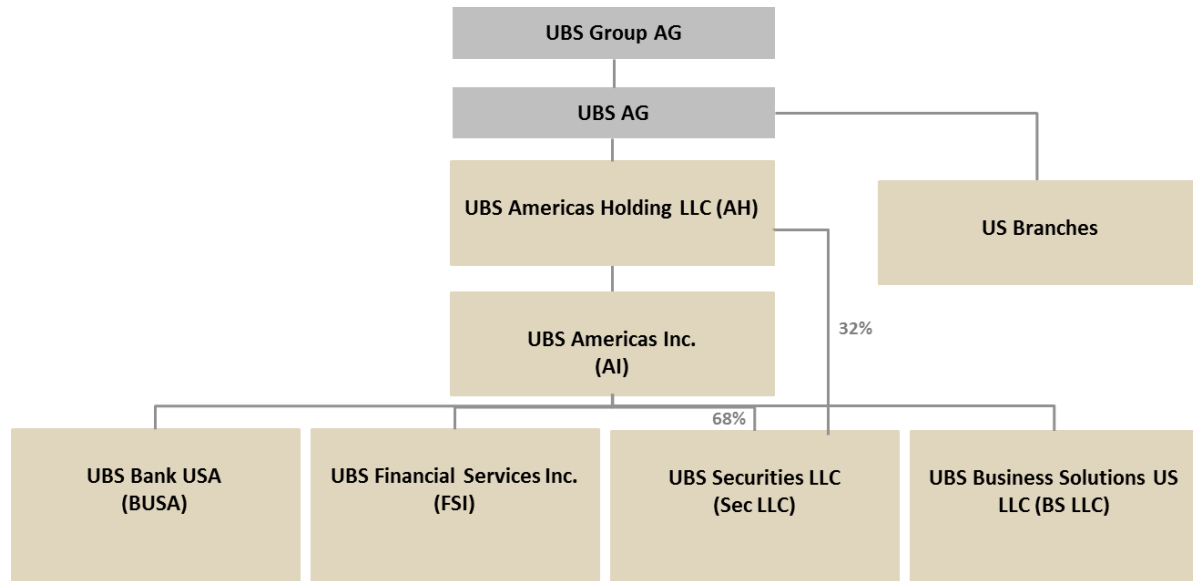 UBS Group AG
UBS AG
UBS Americas Holding LLC (AH)
US Branches
UBS Americas Inc.
(AI)
32%
68%
UBS Bank USA
(BUSA)
UBS Financial Services Inc.
(FSI)
UBS Securities LLC
(Sec LLC)
UBS Business Solutions US
LLC (BS LLC)